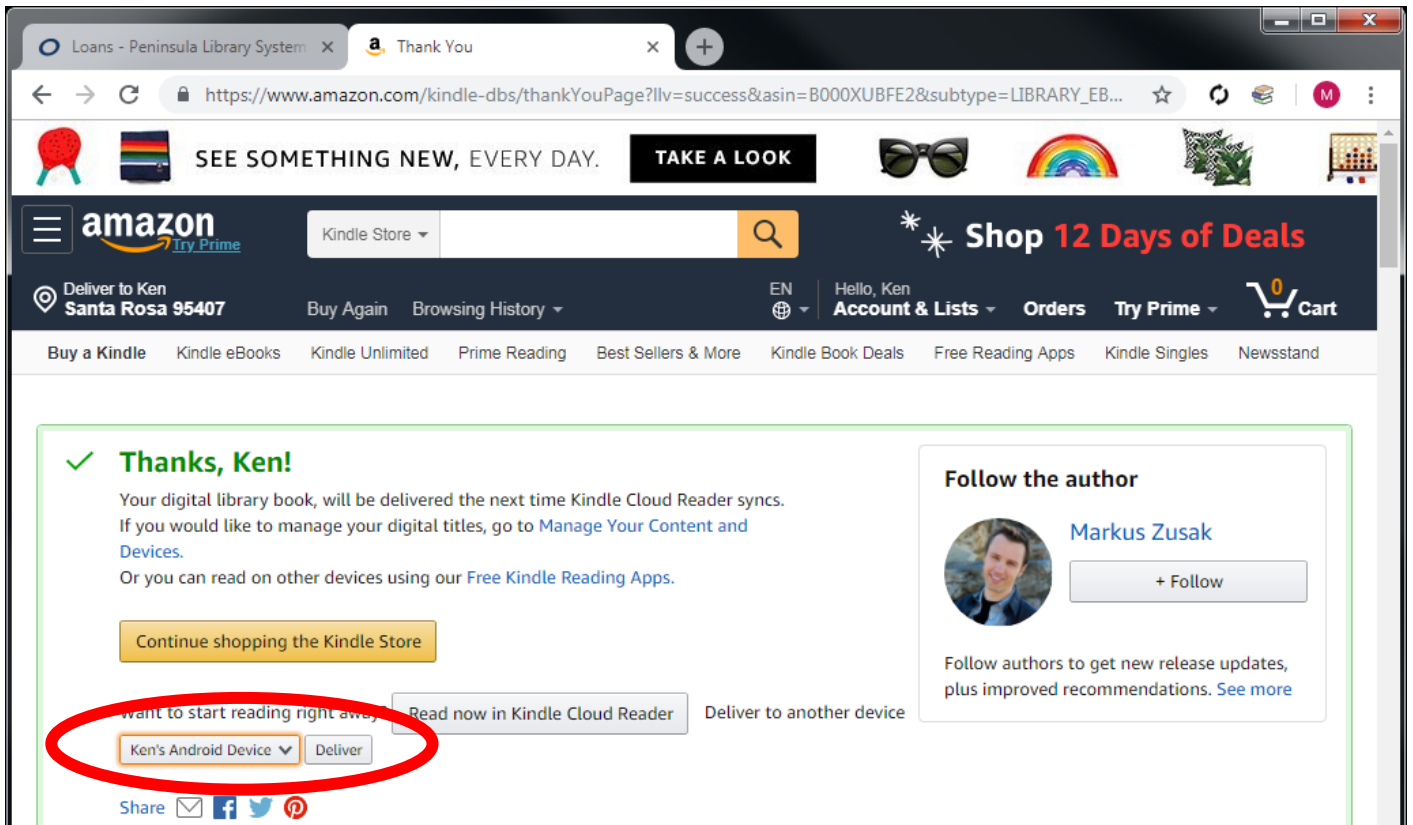 Loans - Peninsula Library System
a Thank You
https://www.amazon.com/kindle-dbs/thankYouPage?llv=success&asin=B000XUBFE2&subtype=LIBRARY_EB...
M
SEE SOMETHING NEW, EVERY DAY. TAKE A LOOK
amazon
Try Prime
Kindle Store
Shop 12 Days of Deals
Deliver to Ken
Santa Rosa 95407
Buy Again Browsing History
EN
Hello, Ken
Account & Lists
Orders
Try Prime
0
Cart
Buy a Kindle Kindle eBooks Kindle Unlimited Prime Reading Best Sellers & More Kindle Book Deals Free Reading Apps Kindle Singles Newsstand
Thanks, Ken!
Your digital library book, will be delivered the next time Kindle Cloud Reader syncs.
If you would like to manage your digital titles, go to Manage Your Content and
Devices.
Or you can read on other devices using our Free Kindle Reading Apps.
Continue shopping the Kindle Store
Want to start reading right away? Read now in Kindle Cloud Reader Deliver to another device
Ken's Android Device Deliver
Share
Follow the author
Markus Zusak
+ Follow
Follow authors to get new release updates,
plus improved recommendations. See more